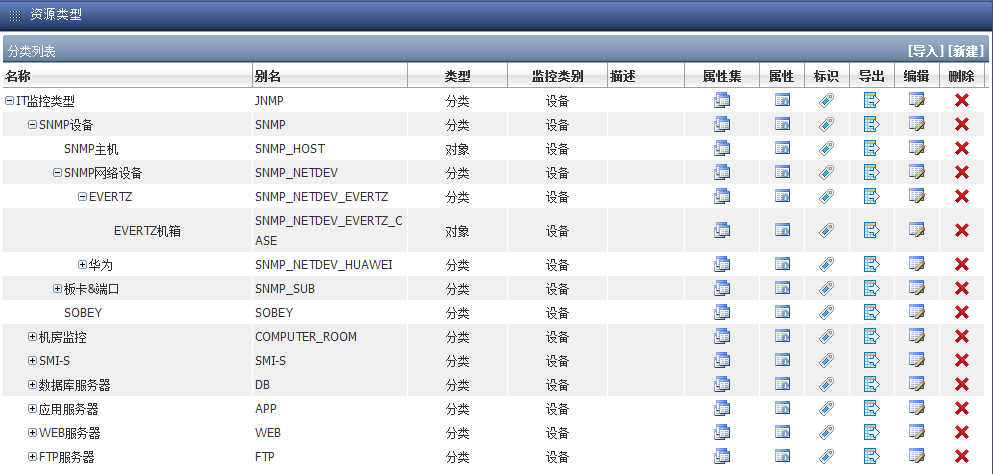 资源类型
分类列表 [导入] [新建]
名称 别名 类型 监控类别 描述 属性集 属性 标识 导出 编辑 删除
IT监控类型 JNMP 分类 设备
SNMP设备 SNMP 分类 设备
SNMP主机 SNMP_HOST 对象 设备
SNMP网络设备 SNMP_NETDEV 分类 设备
EVERTZ SNMP_NETDEV_EVERTZ 分类 设备
EVERTZ机箱 SNMP_NETDEV_EVERTZ_C 对象 设备
ASE
华为 SNMP_NETDEV_HUAWEI 分类 设备
板卡&端口 SNMP_SUB 分类 设备
SOBEY SOBEY 分类 设备
机房监控 COMPUTER_ROOM 分类 设备
SMI-S SMI-S 分类 设备
数据库服务器 DB 分类 设备
应用服务器 APP 分类 设备
WEB服务器 WEB 分类 设备
FTP服务器 FTP 分类 设备